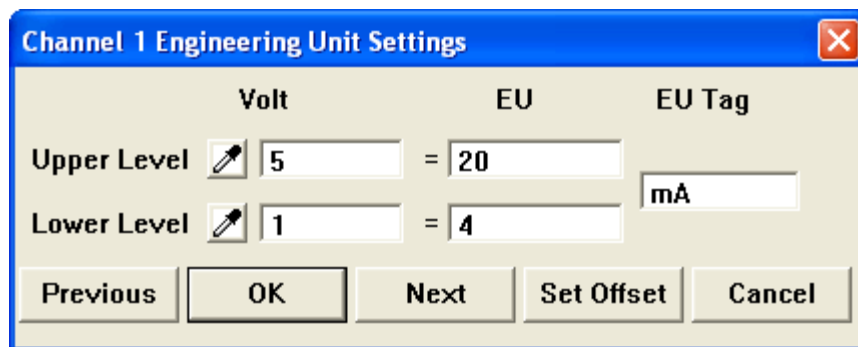 Channel 1 Engineering Unit Settings
Volt EU EU Tag
Upper Level 5 = 20
mA
Lower Level 1 = 4
Previous OK Next Set Offset Cancel